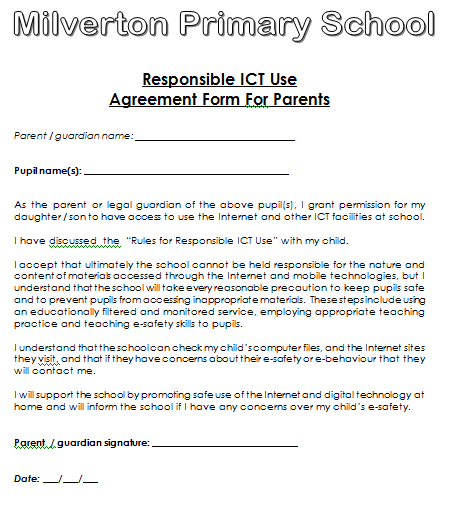 Milverton Primary School
Responsible ICT Use
Agreement Form For Parents
Parent / guardian name: ______________________________
Pupil name(s): ______________________________________
As the parent or legal guardian of the above pupil(s), I grant permission for my
daughter / son to have access to use the Internet and other ICT facilities at school.
I have discussed the “Rules for Responsible ICT Use” with my child.
I accept that ultimately the school cannot be held responsible for the nature and
content of materials accessed through the Internet and mobile technologies, but I
understand that the school will take every reasonable precaution to keep pupils safe
and to prevent pupils from accessing inappropriate materials. These steps include using
an educationally filtered and monitored service, employing appropriate teaching
practice and teaching e-safety skills to pupils.
I understand that the school can check my child’s computer files, and the Internet sites
they visit, and that if they have concerns about their e-safety or e-behaviour that they
will contact me.
I will support the school by promoting safe use of the Internet and digital technology at
home and will inform the school if I have any concerns over my child’s e-safety.
Parent / guardian signature: ___________________________
Date: ___/___/___